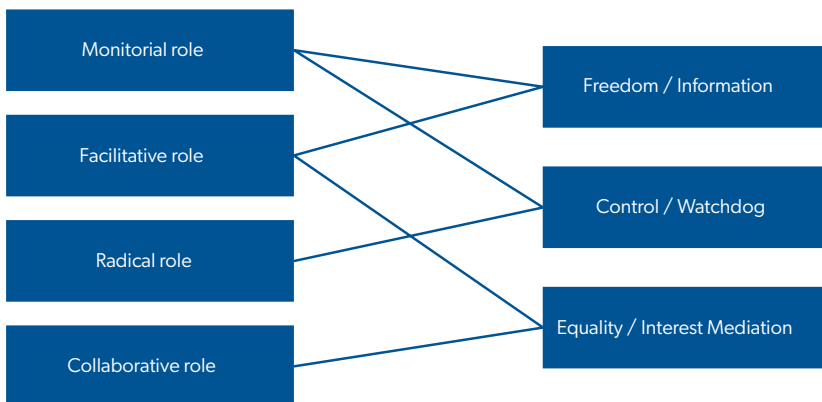 Monitorial role
Facilitative role
Radical role
Collaborative role
Freedom / Information
Control / Watchdog
Equality / Interest Mediation